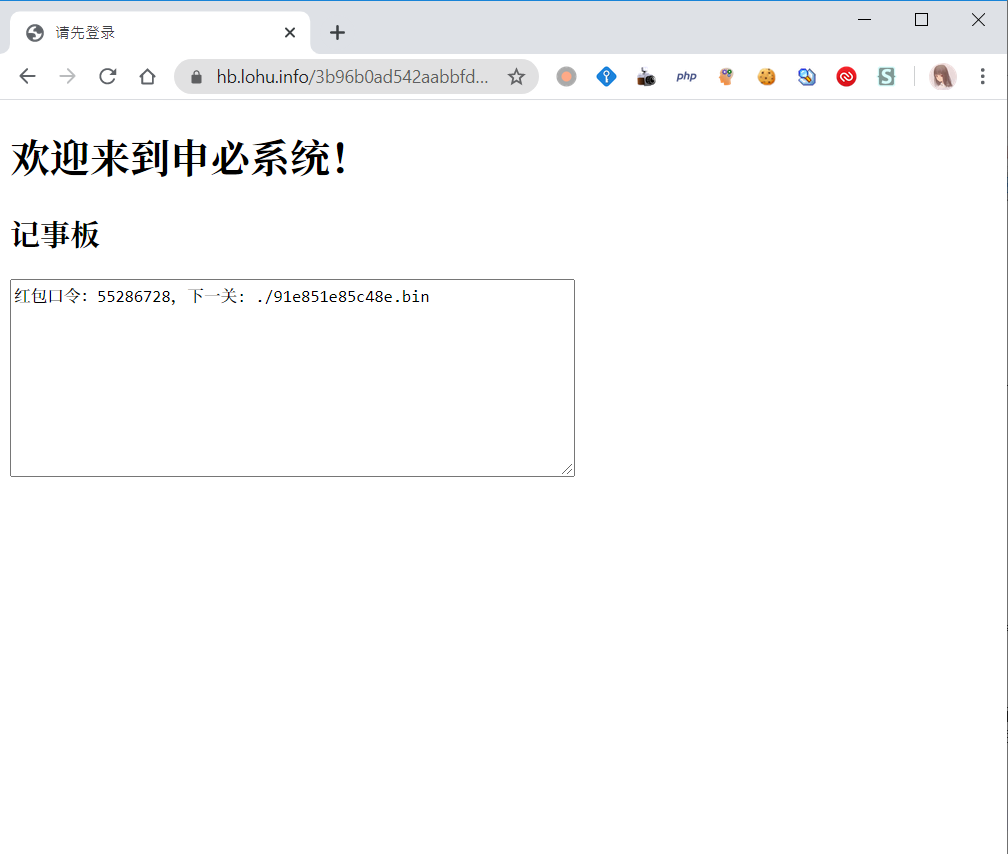 请先登录
hb.lohu.info/3b96b0ad542aabbfd...
php
欢迎来到申必系统!
记事板
红包口令: 55286728, 下一关: ./91e851e85c48e.bin